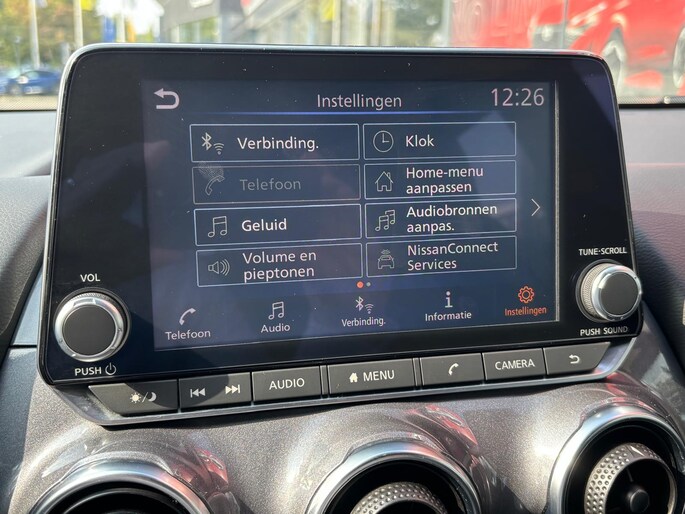 Instellingen
12:26
Verbinding.
Klok
Telefoon
Home-menu
aanpassen
Geluid
Audiobronnen
aanpas.
Volume en
pieptonen
NissanConnect
Services
Telefoon
Audio
Verbinding.
Informatie
Instellingen
VOL
PUSH
TUNE·SCROLL
PUSH SOUND
AUDIO
MENU
CAMERA